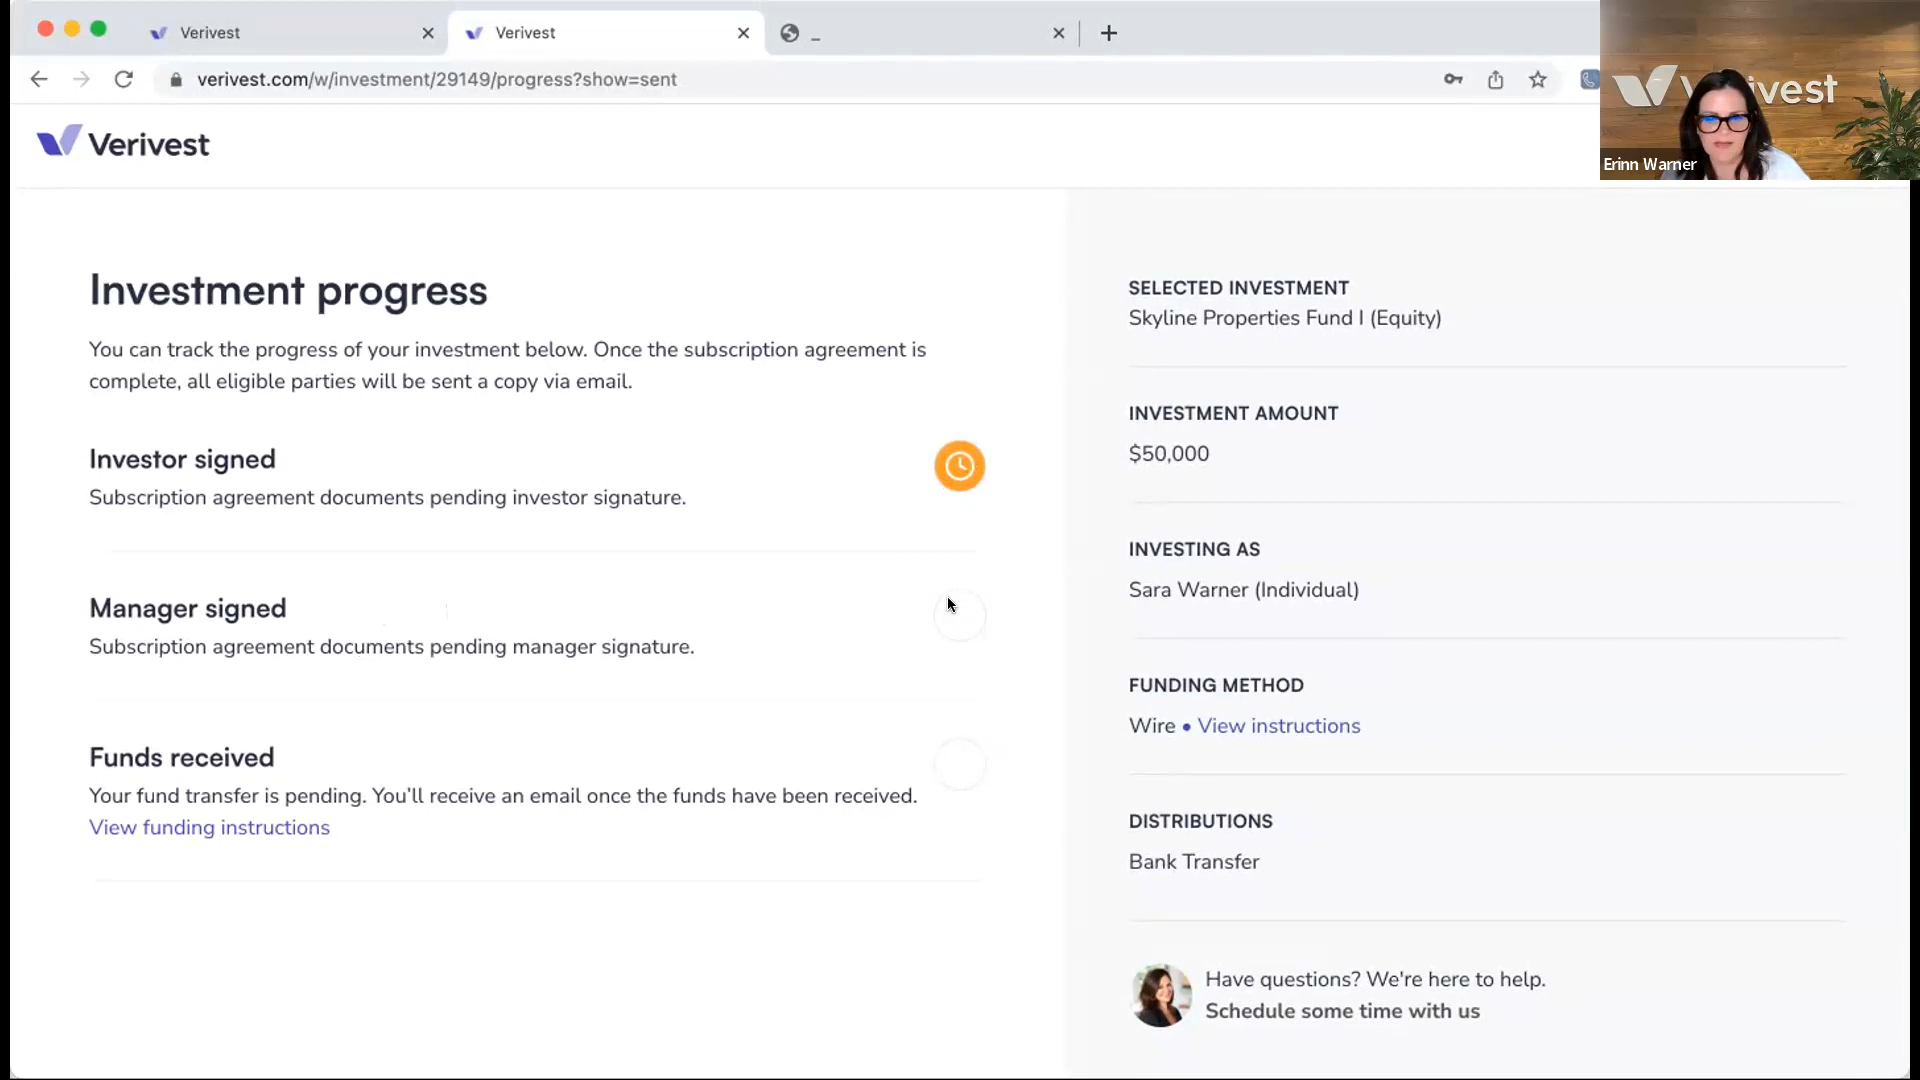 Verivest
Verivest
_
verivest.com/w/investment/29149/progress?show=sent
Verivest
Erinn Warner
Verivest
Investment progress
You can track the progress of your investment below. Once the subscription agreement is
complete, all eligible parties will be sent a copy via email.
Investor signed
Subscription agreement documents pending investor signature.
Manager signed
Subscription agreement documents pending manager signature.
Funds received
Your fund transfer is pending. You’ll receive an email once the funds have been received.
View funding instructions
SELECTED INVESTMENT
Skyline Properties Fund I (Equity)
INVESTMENT AMOUNT
$50,000
INVESTING AS
Sara Warner (Individual)
FUNDING METHOD
Wire • View instructions
DISTRIBUTIONS
Bank Transfer
Have questions? We're here to help.
Schedule some time with us